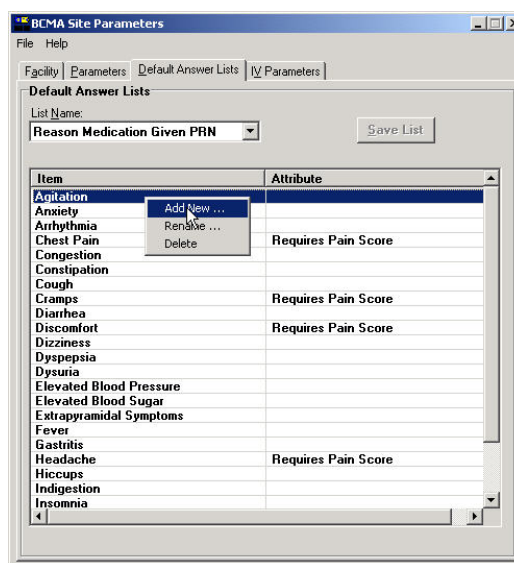 BCMA Site Parameters
File Help
Facility Parameters Default Answer Lists IV Parameters
Default Answer Lists
List Name:
Reason Medication Given PRN
Save List
Item Attribute
Agitation
Anxiety Add New ...
Arrhythmia Rename ...
Chest Pain Delete Requires Pain Score
Congestion
Constipation
Cough
Cramps Requires Pain Score
Diarrhea
Discomfort Requires Pain Score
Dizziness
Dyspepsia
Dysuria
Elevated Blood Pressure
Elevated Blood Sugar
Extrapyramidal Symptoms
Fever
Gastritis
Headache Requires Pain Score
Hiccups
Indigestion
Insomnia